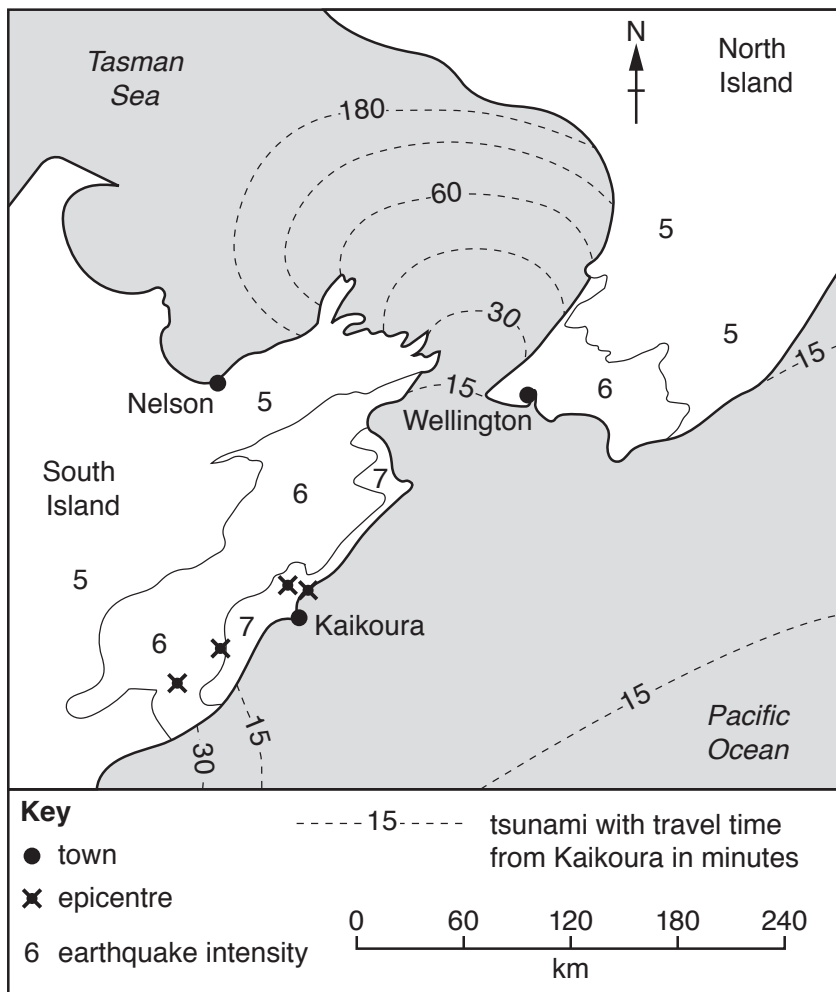 Tasman
Sea
N
North
Island
180
60
5
30
5
15
Nelson
5
15
Wellington
6
South
Island
7
6
5
Kaikoura
7
6
15
Pacific
Ocean
15
30
Key
town
epicentre
6 earthquake intensity
15
tsunami with travel time
from Kaikoura in minutes
0 60 120 180 240
km